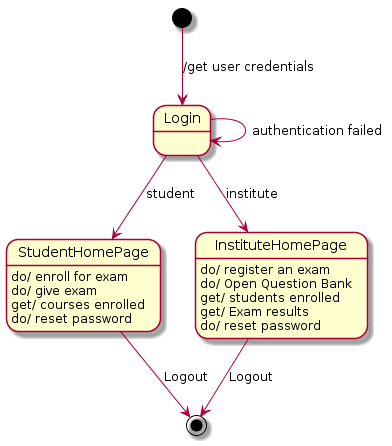 /get user credentials
Login
authentication failed
student
institute
StudentHomePage
do/ enroll for exam
do/ give exam
get/ courses enrolled
do/ reset password
InstituteHomePage
do/ register an exam
do/ Open Question Bank
get/ students enrolled
get/ Exam results
do/ reset password
Logout
Logout